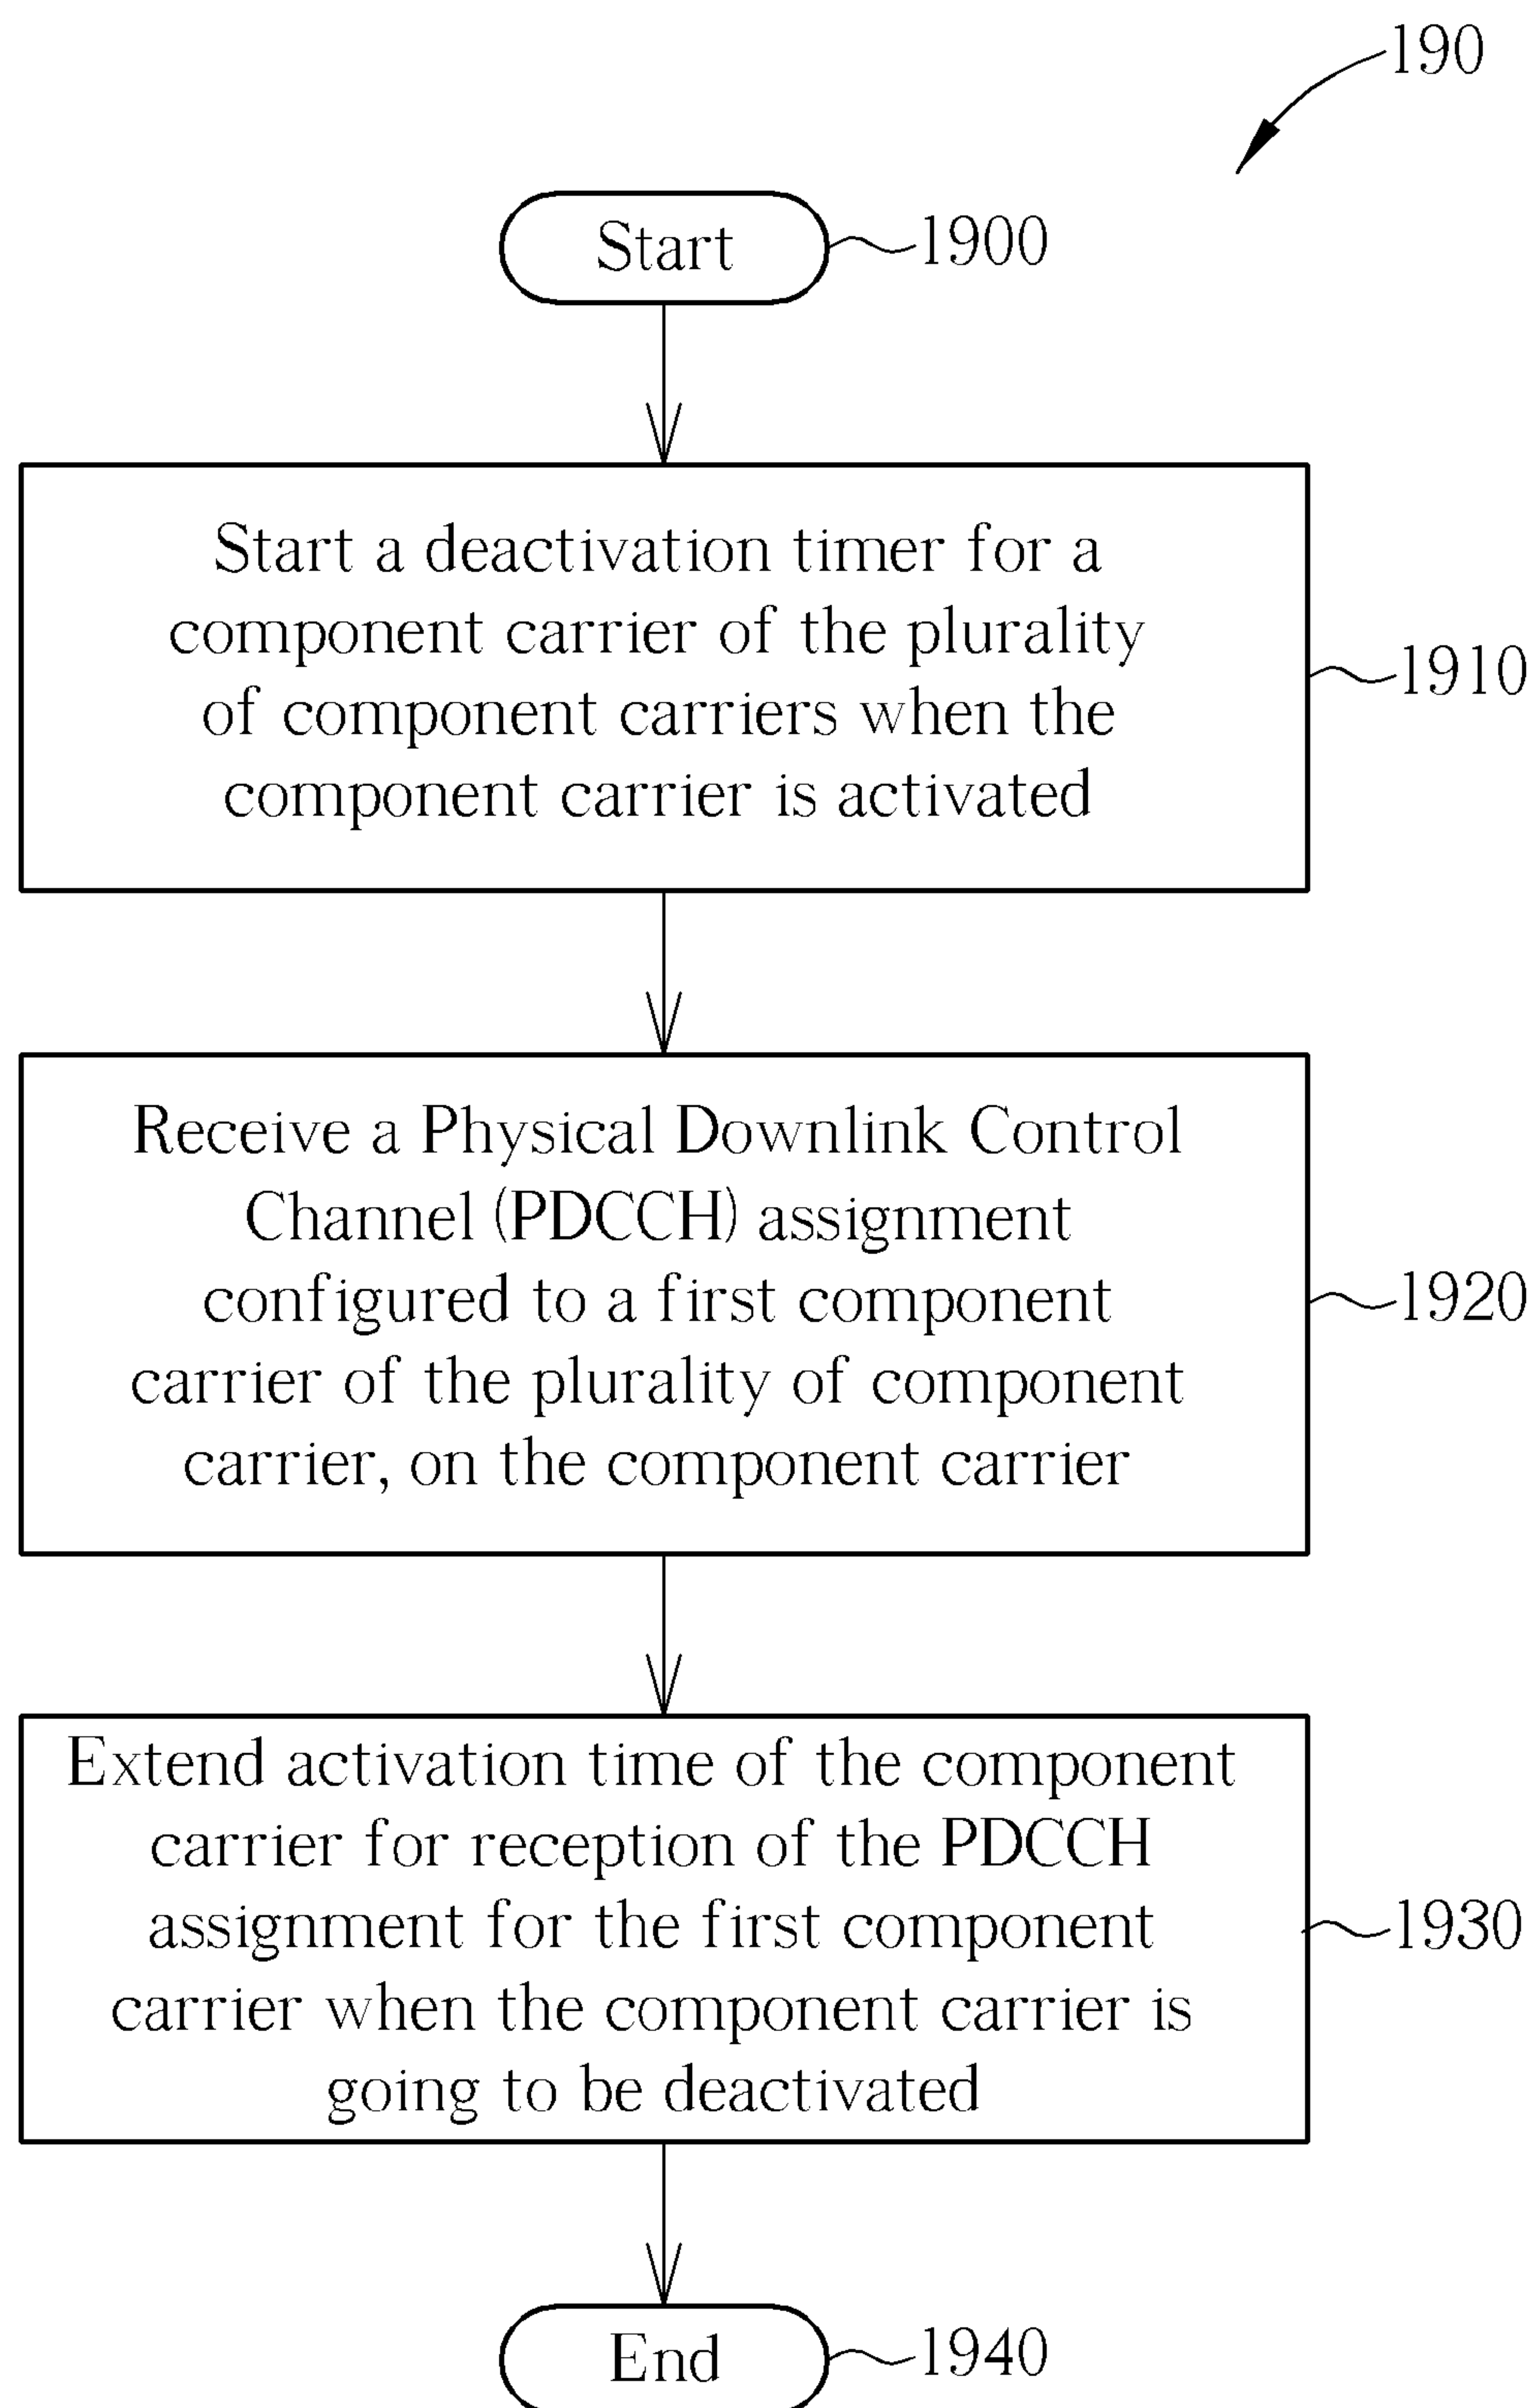 190
Start
1900
Start a deactivation timer for a
component carrier of the plurality
of component carriers when the
component carrier is activated
1910
Receive a Physical Downlink Control
Channel (PDCCH) assignment
configured to a first component
carrier of the plurality of component
carrier, on the component carrier
1920
Extend activation time of the component
carrier for reception of the PDCCH
assignment for the first component
carrier when the component carrier is
going to be deactivated
1930
End
1940